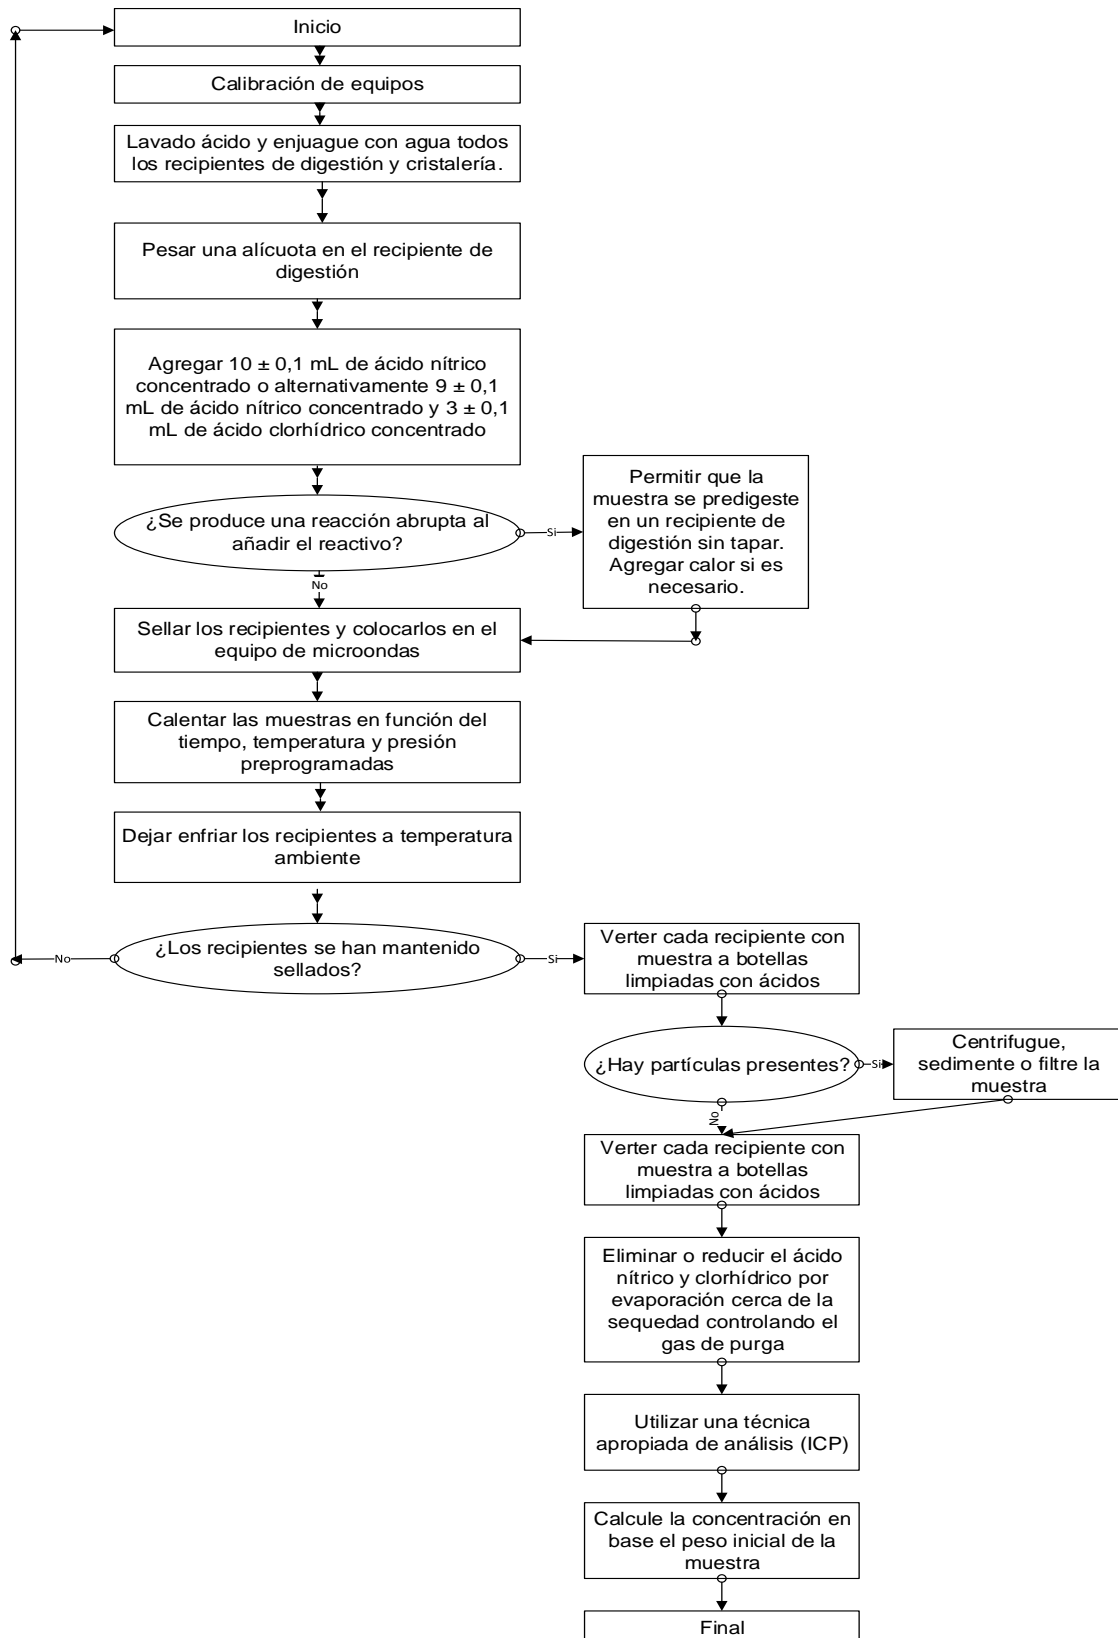 Inicio
Calibración de equipos
Lavado ácido y enjuague con agua todos
los recipientes de digestión y cristalería.
Pesar una alícuota en el recipiente de
digestión
Agregar 10 ± 0,1 mL de ácido nítrico
concentrado o alternativamente 9 ± 0,1
mL de ácido nítrico concentrado y 3 ± 0,1
mL de ácido clorhídrico concentrado
¿Se produce una reacción abrupta al
añadir el reactivo?
Si
Permitir que la
muestra se predigeste
en un recipiente de
digestión sin tapar.
Agregar calor si es
necesario.
No
Sellar los recipientes y colocarlos en el
equipo de microondas
Calentar las muestras en función del
tiempo, temperatura y presión
preprogramadas
Dejar enfriar los recipientes a temperatura
ambiente
¿Los recipientes se han mantenido
sellados?
No
Si
Verter cada recipiente con
muestra a botellas
limpiadas con ácidos
¿Hay partículas presentes?
Si
Centrifugue,
sedimente o filtre la
muestra
No
Verter cada recipiente con
muestra a botellas
limpiadas con ácidos
Eliminar o reducir el ácido
nítrico y clorhídrico por
evaporación cerca de la
sequedad controlando el
gas de purga
Utilizar una técnica
apropiada de análisis (ICP)
Calcule la concentración en
base el peso inicial de la
muestra
Final